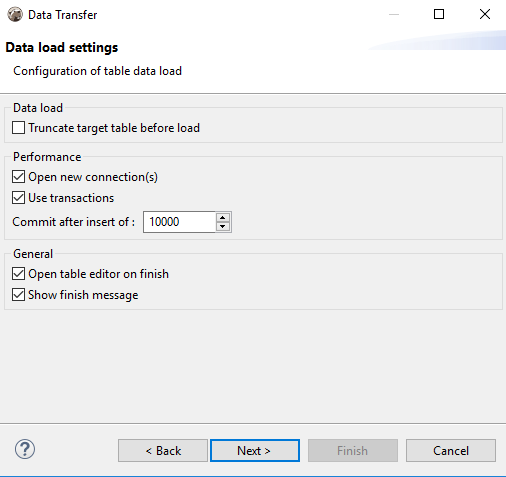 Data Transfer
Data load settings
Configuration of table data load
Data load
Truncate target table before load
Performance
Open new connection(s)
Use transactions
Commit after insert of : 10000
General
Open table editor on finish
Show finish message
? < Back Next > Finish Cancel